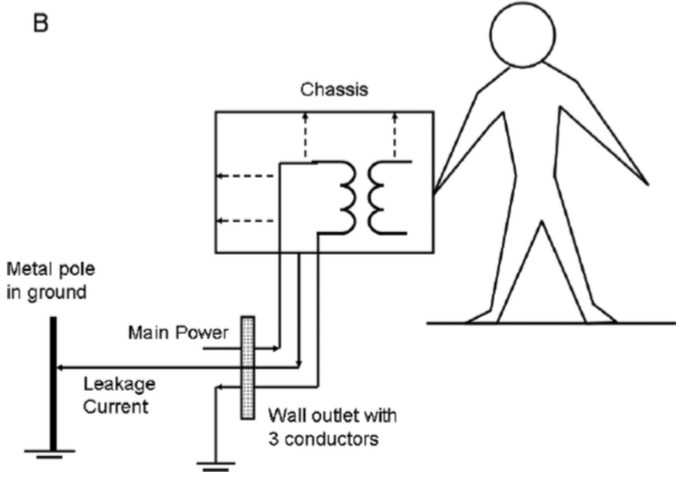 B
Chassis
Metal pole
in ground
Main Power
Leakage
Current
Wall outlet with
3 conductors